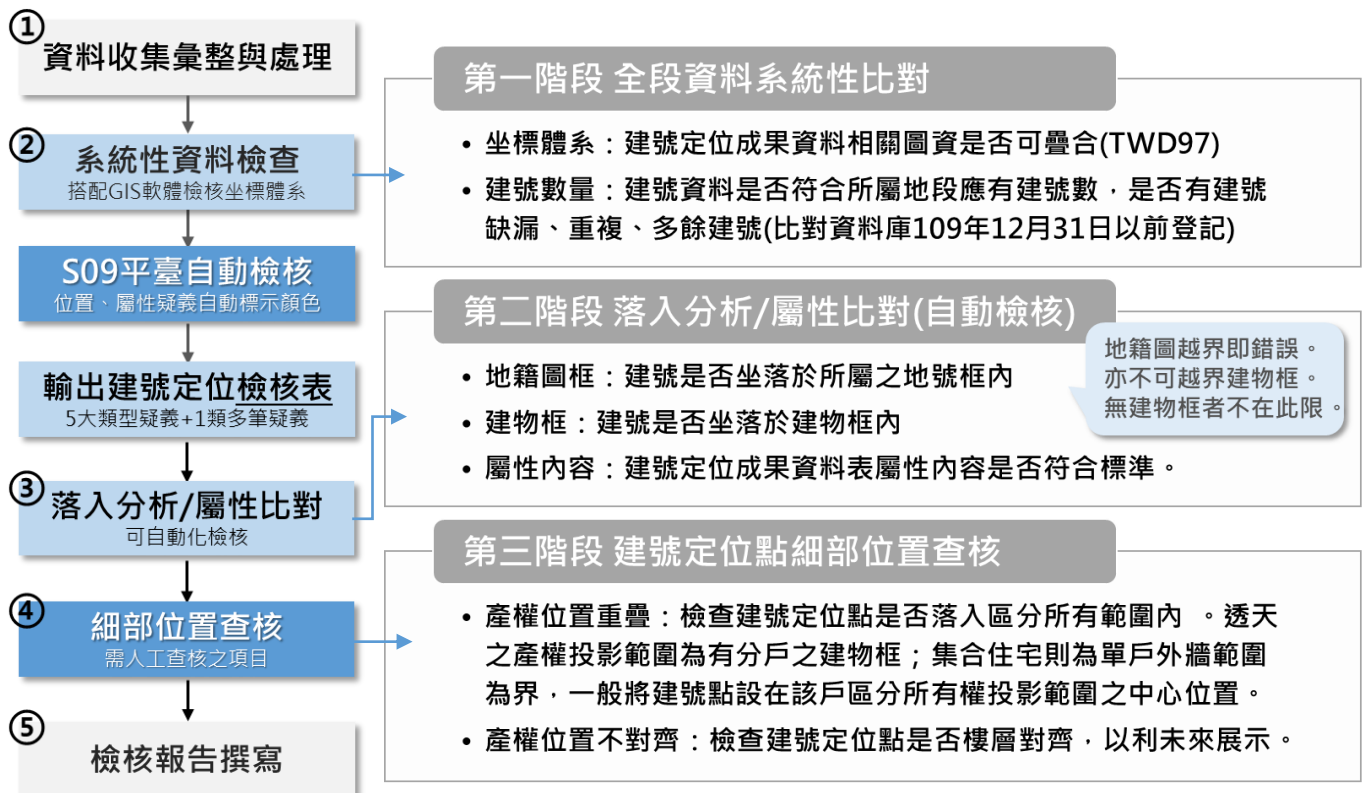 ①
資料收集彙整與處理
②
系統性資料檢查
搭配GIS軟體檢核坐標體系
S09平臺自動檢核
位置、屬性疑義自動標示顏色
輸出建號定位檢核表
5大類型疑義+1類多筆疑義
③
落入分析/屬性比對
可自動化檢核
④
細部位置查核
需人工查核之項目
⑤
檢核報告撰寫
第一階段 全段資料系統性比對
• 坐標體系：建號定位成果資料相關圖資是否可疊合(TWD97)
• 建號數量：建號資料是否符合所屬地段應有建號數，是否有建號
缺漏、重複、多餘建號(比對資料庫109年12月31日以前登記)
第二階段 落入分析/屬性比對(自動檢核)
• 地籍圖框：建號是否坐落於所屬之地號框內
• 建物框：建號是否坐落於建物框內
• 屬性內容：建號定位成果資料表屬性內容是否符合標準。
地籍圖越界即錯誤。
亦不可越界建物框。
無建物框者不在此限。
第三階段 建號定位點細部位置查核
• 產權位置重疊：檢查建號定位點是否落入區分所有範圍內 。透天
之產權投影範圍為有分戶之建物框；集合住宅則為單戶外牆範圍
為界，一般將建號點設在該戶區分所有權投影範圍之中心位置。
• 產權位置不對齊：檢查建號定位點是否樓層對齊，以利未來展示。